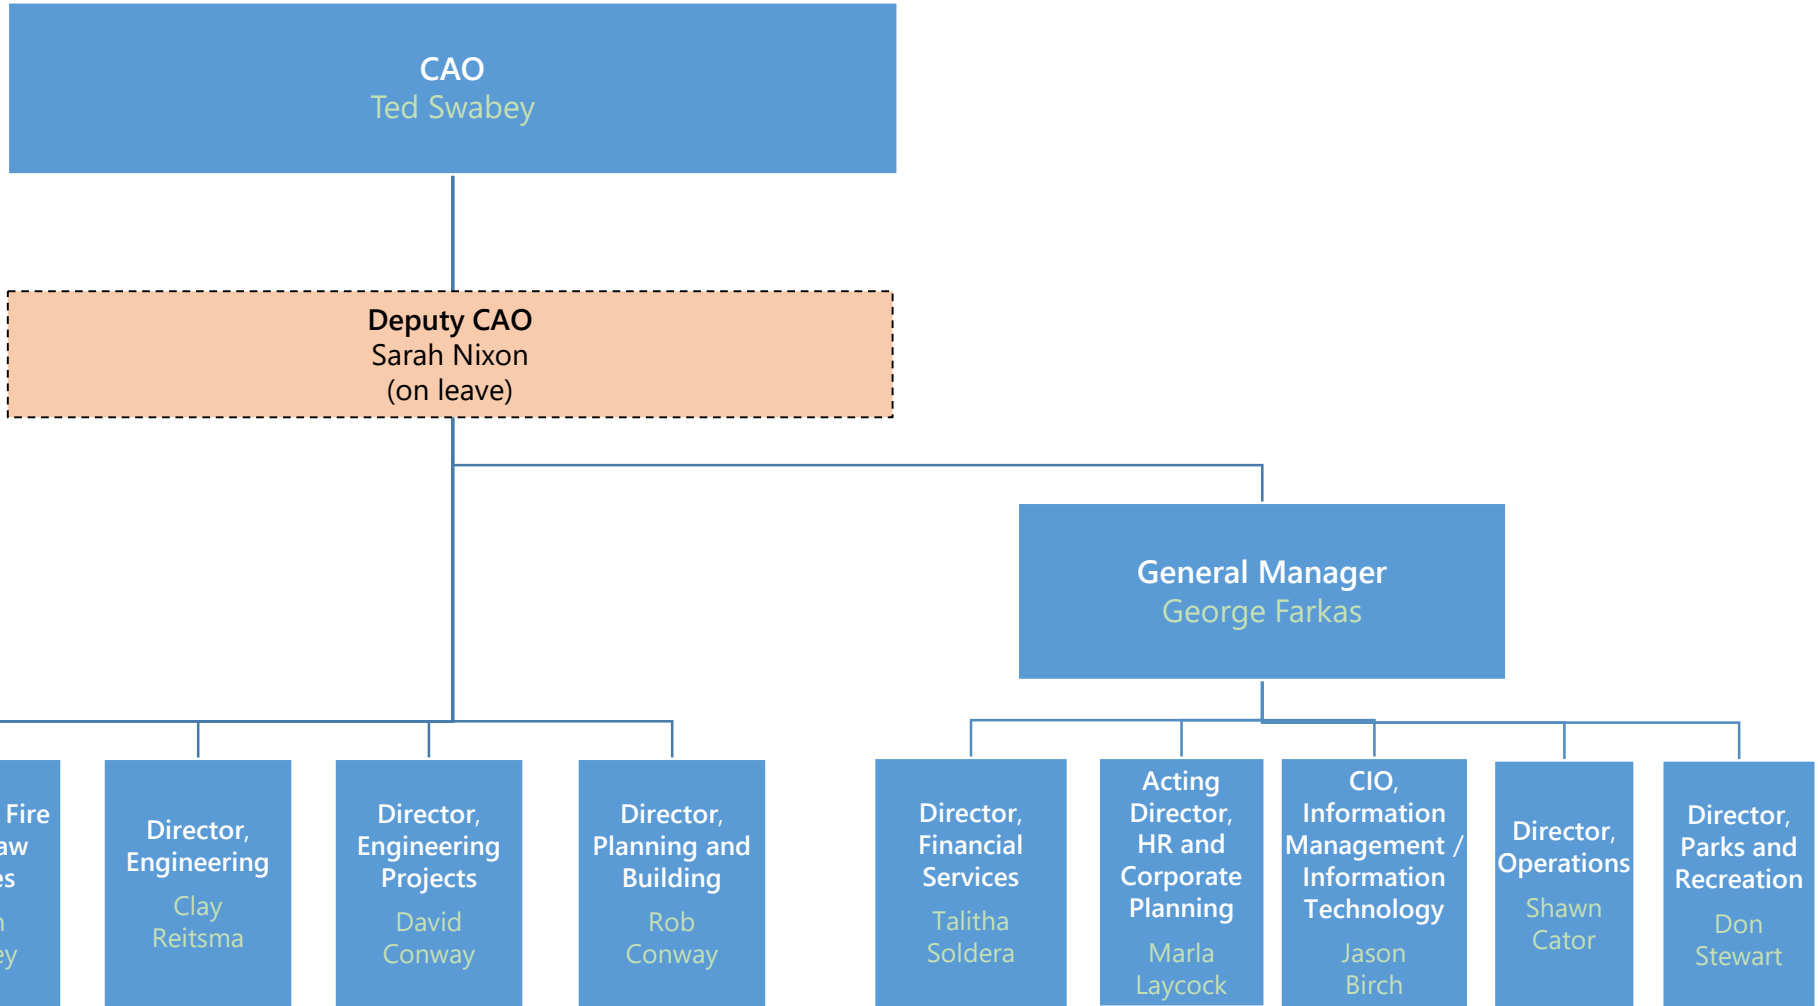 CAO
Ted Swabey
Deputy CAO
Sarah Nixon
(on leave)
General Manager
George Farkas
Fire
Director,
Engineering
Clay
Reitsma
Director,
Engineering
Projects
David
Conway
Director,
Planning and
Building
Rob
Conway
Director,
Financial
Services
Talitha
Soldera
Acting
Director,
HR and
Corporate
Planning
Marla
Laycock
CIO,
Information
Management /
Information
Technology
Jason
Birch
Director,
Operations
Shawn
Cator
Director,
Parks and
Recreation
Don
Stewart